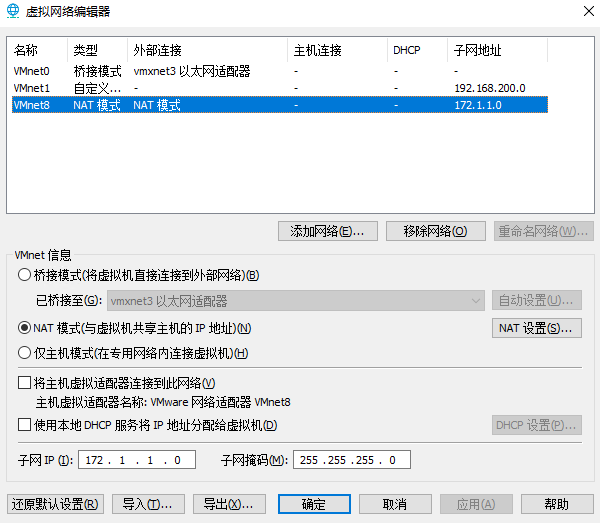 虚拟网络编辑器
名称 类型 外部连接 主机连接 DHCP 子网地址
VMnet0 桥接模式 vmxnet3 以太网适配器 - - -
VMnet1 自定义... - - - 192.168.200.0
VMnet8 NAT 模式 NAT 模式 - - 172.1.1.0
添加网络(E)... 移除网络(O) 重命名网络(W)...
VMnet 信息
桥接模式(将虚拟机直接连接到外部网络)(B)
已桥接至(G): vmxnet3 以太网适配器 自动设置(U)...
NAT 模式(与虚拟机共享主机的 IP 地址)(N) NAT 设置(S)...
仅主机模式(在专用网络内连接虚拟机)(H)
将主机虚拟适配器连接到此网络(V)
主机虚拟适配器名称: VMware 网络适配器 VMnet8
使用本地 DHCP 服务将 IP 地址分配给虚拟机(D) DHCP 设置(P)...
子网 IP (I): 172 . 1 . 1 . 0 子网掩码(M): 255 . 255 . 255 . 0
还原默认设置(R) 导入(T)... 导出(X)... 确定 取消 应用(A) 帮助